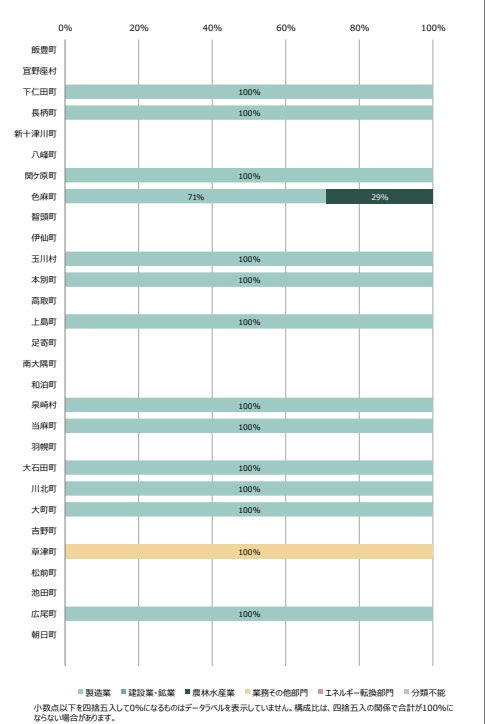 0% 20% 40% 60% 80% 100%
飯豊町
宜野座村
下仁田町 100%
長柄町 100%
新十津川町
八峰町
関ケ原町 100%
色麻町 71% 29%
智頭町
伊仙町
玉川村 100%
本別町 100%
高取町
上島町 100%
足寄町
南大隅町
和泊町
泉崎村 100%
当麻町 100%
羽幌町
大石田町 100%
川北町 100%
大町町 100%
吉野町
草津町 100%
松前町
池田町
広尾町 100%
朝日町
製造業 建設業・鉱業 農林水産業 業務その他部門 エネルギー転換部門 分類不能
小数点以下を四捨五入して0%になるものはデータラベルを表示していません。構成比は、四捨五入の関係で合計が100%に
ならない場合があります。